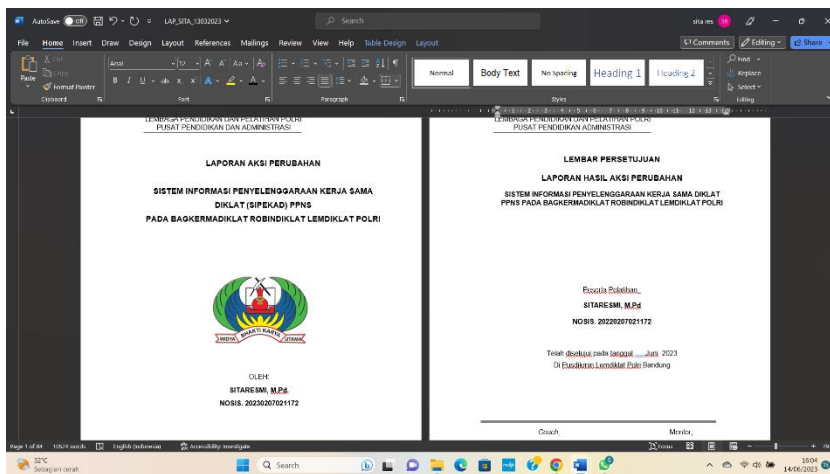 AutoSave Off LAP_SITA_13032023
Search
sita res SR
File Home Insert Draw Design Layout References Mailings Review View Help Table Design Layout
Comments Editing Share
Paste
Cut
Copy
Format Painter
Clipboard
Arial 12
Font
Paragraph
Normal Body Text No Spacing Heading 1 Heading 2
Styles
Find
Replace
Select
Editing
LEMBAGA PENDIDIKAN DAN PELATIHAN POLRI
PUSAT PENDIDIKAN DAN ADMINISTRASI
LAPORAN AKSI PERUBAHAN
SISTEM INFORMASI PENYELENGGARAAN KERJA SAMA
DIKLAT (SIPEKAD) PPNS
PADA BAGKERMADIKLAT ROBINDIKLAT LEMDIKLAT POLRI
WIDYA BHAKTI KARYA UTAMA
OLEH:
SITARESMI, M.Pd.
NOSIS. 20230207021172
LEMBAGA PENDIDIKAN DAN PELATIHAN POLRI
PUSAT PENDIDIKAN ADMINISTRASI
LEMBAR PERSETUJUAN
LAPORAN HASIL AKSI PERUBAHAN
SISTEM INFORMASI PENYELENGGARAAN KERJA SAMA DIKLAT
PPNS PADA BAGKERMADIKLAT ROBINDIKLAT LEMDIKLAT POLRI
Peserta Pelatihan,
SITARESMI, M.Pd
NOSIS. 20220207021172
Telah disetujui pada tanggal ..... Juni 2023
Di Pusdikmin Lemdiklat Polri Bandung
Coach, Mentor,
Page 1 of 84 10574 words English (Indonesia) Accessibility: Investigate
Focus
32°C
Sebagian cerah
Search
16:04
14/06/2023